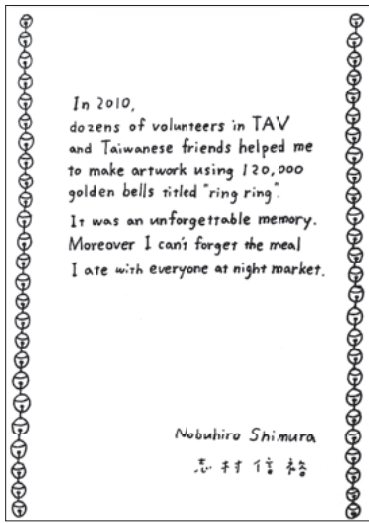 In 2010,
dozens of volunteers in TAV
and Taiwanese friends helped me
to make artwork using 120,000
golden bells titled "ring ring".
It was an unforgettable memory.
Moreover I can't forget the meal
I ate with everyone at night market.
Nobuhiro Shimura
志村信裕